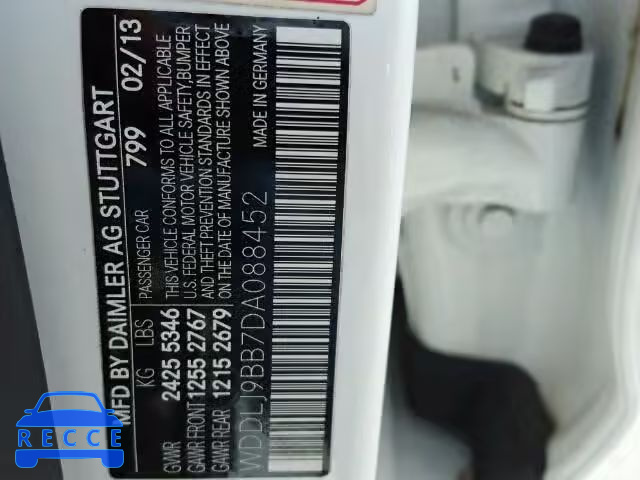 MFD BY DAIMLER AG STUTTGART
799 02/13
KG LBS PASSENGER CAR
GVWR 2425 5346 THIS VEHICLE CONFORMS TO ALL APPLICABLE
GAWR FRONT 1255 2767 U.S. FEDERAL MOTOR VEHICLE SAFETY,BUMPER
AND THEFT PREVENTION STANDARDS IN EFFECT
GAWR REAR 1215 2679 ON THE DATE OF MANUFACTURE SHOWN ABOVE
WDDLJ9BB7DA088452 MADE IN GERMANY
RECCE